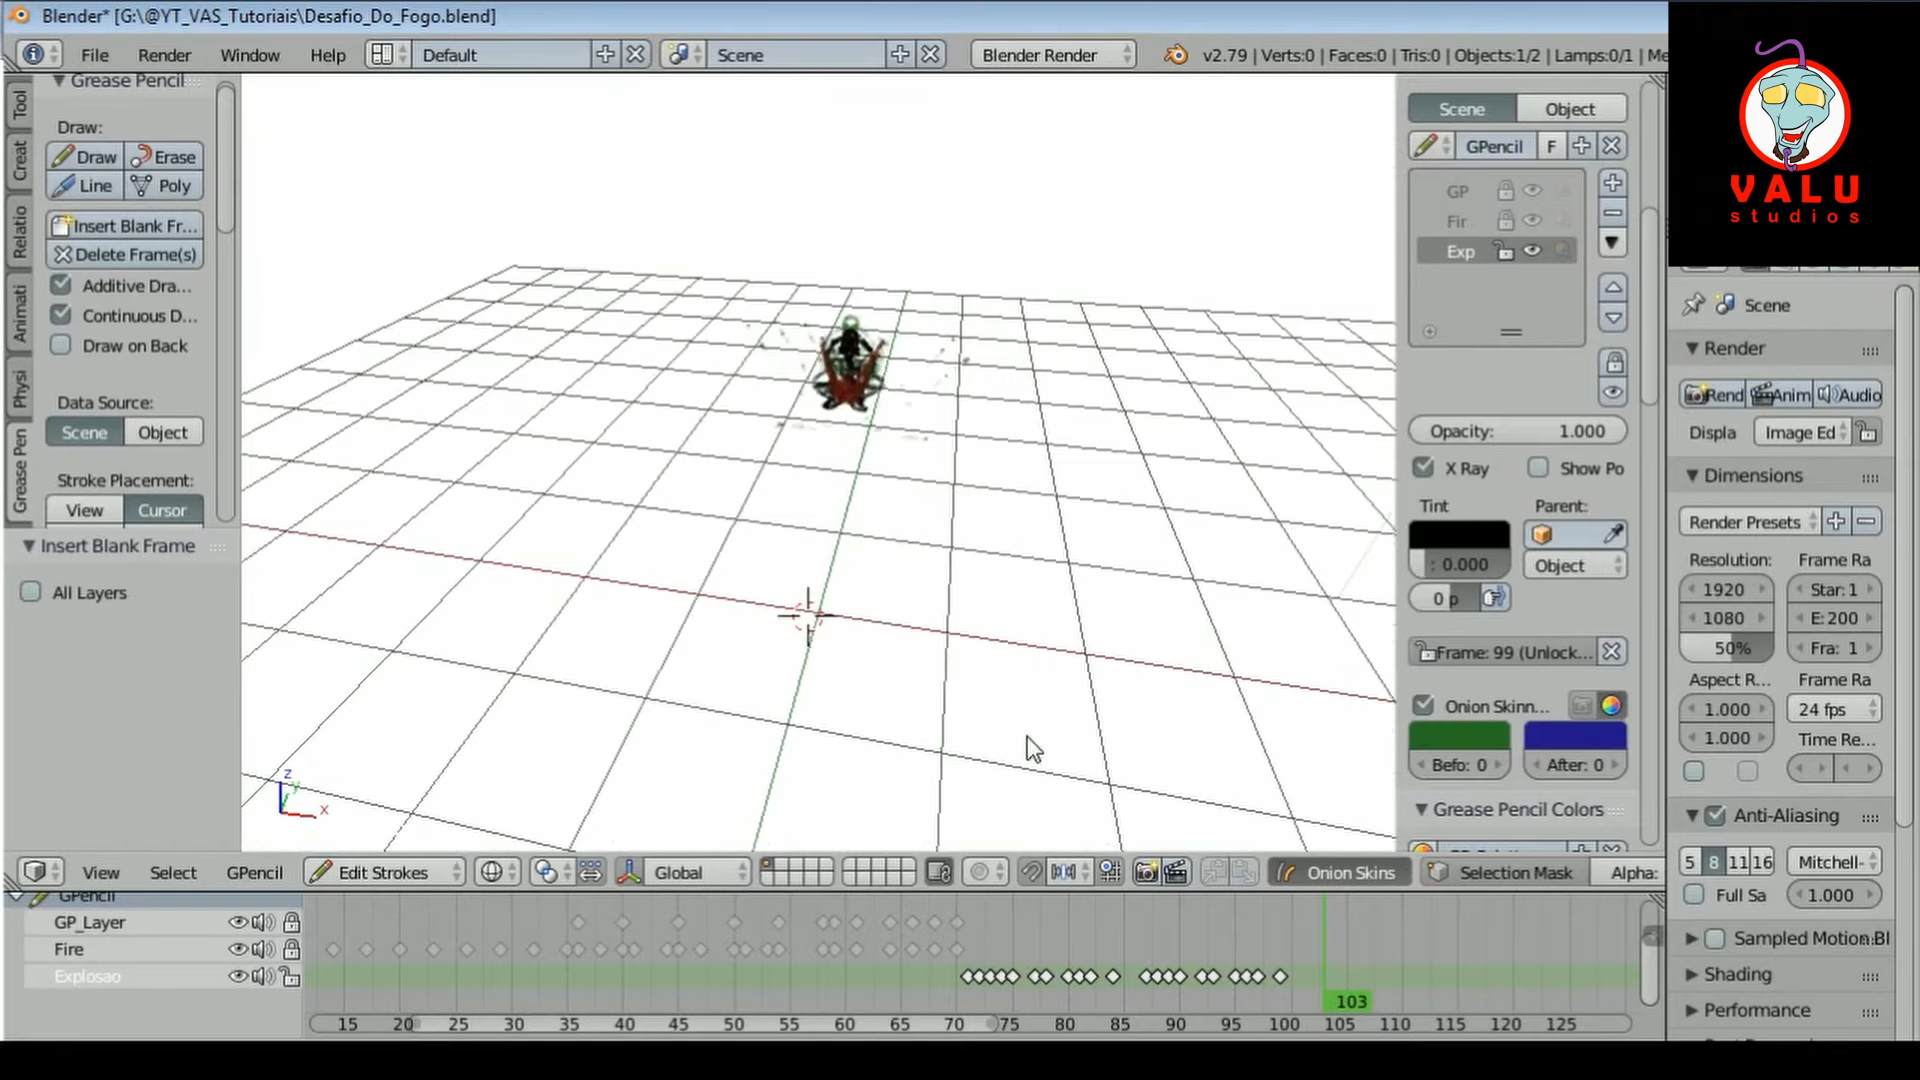 Blender* [G:\@YT_VAS_Tutoriais\Desafio_Do_Fogo.blend]
File Render Window Help Default Scene Blender Render v2.79 | Verts:0 | Faces:0 | Tris:0 | Objects:1/2 | Lamps:0/1 | Me
VALU
studios
Tool
Creat
Relatio
Animati
Physi
Grease Pen
Grease Pencil
Draw:
Draw Erase
Line Poly
Insert Blank Fr...
Delete Frame(s)
Additive Dra...
Continuous D...
Draw on Back
Data Source:
Scene Object
Stroke Placement:
View Cursor
Insert Blank Frame
All Layers
z
y
x
Scene Object
GPencil F
GP
Fir
Exp
Opacity: 1.000
X Ray Show Po
Tint Parent:
: 0.000 Object
0 p
Frame: 99 (Unlock...
Onion Skinn...
Befo: 0 After: 0
Grease Pencil Colors
Scene
Render
Rend Anim Audio
Displa Image Ed
Dimensions
Render Presets
Resolution: Frame Ra
1920 Star: 1
1080 E: 200
50% Fra: 1
Aspect R... Frame Ra
1.000 24 fps
1.000 Time Re...
Anti-Aliasing
5 8 11 16 Mitchell-
Full Sa 1.000
Sampled Motion Bl
Shading
Performance
View Select GPencil Edit Strokes Global Onion Skins Selection Mask Alpha:
GPencil
GP_Layer
Fire
Explosao
103
15 20 25 30 35 40 45 50 55 60 65 70 75 80 85 90 95 100 105 110 115 120 125